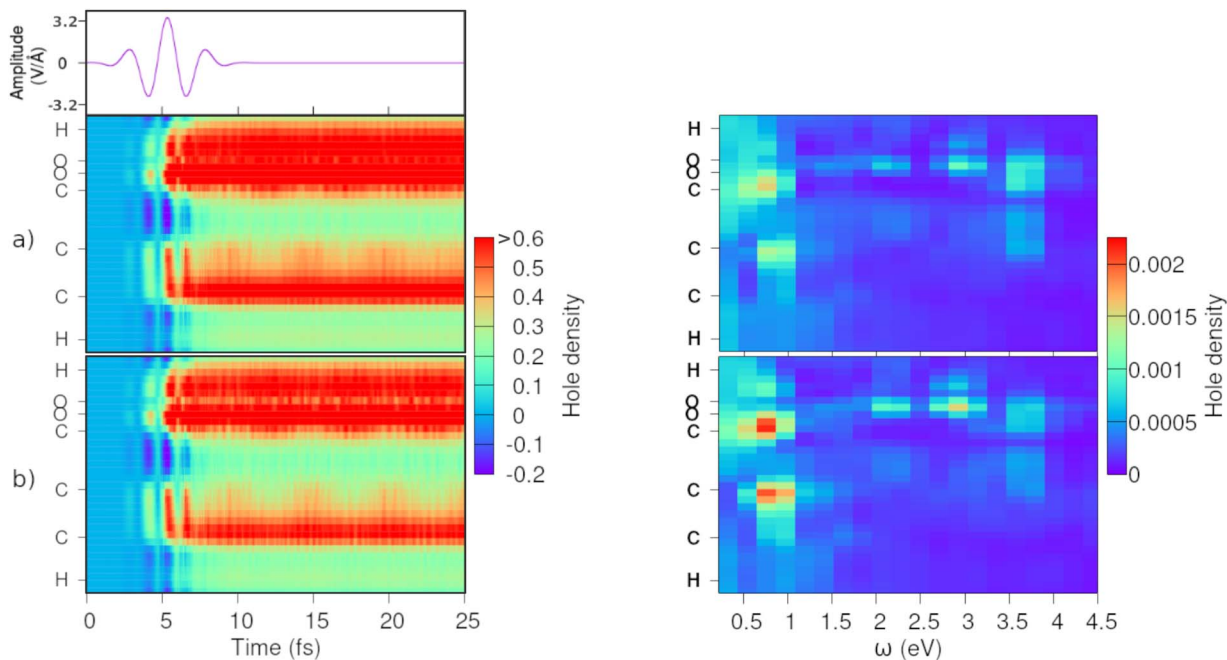 Amplitude
(V/Å)
3.2
0
-3.2
a)
H
O
O
C
C
C
H
b)
H
O
O
C
C
C
H
0 5 10 15 20 25
Time (fs)
>0.6
0.5
0.4
0.3
0.2
0.1
0
-0.1
-0.2
Hole density
H
O
O
C
C
C
H
H
O
O
C
C
C
H
0.5 1 1.5 2 2.5 3 3.5 4 4.5
ω (eV)
0.002
0.0015
0.001
0.0005
0
Hole density